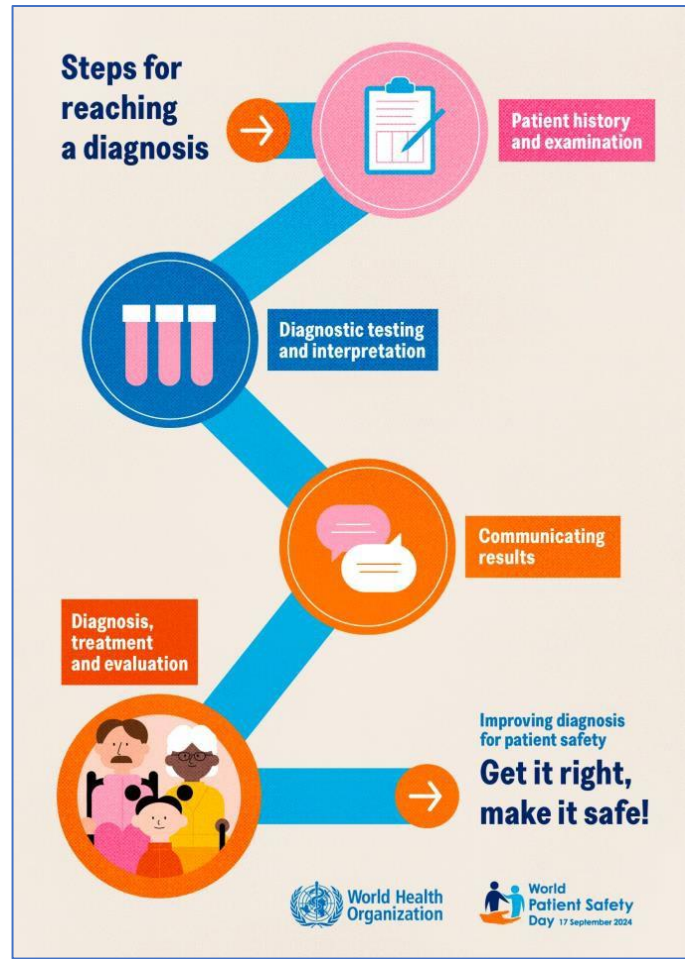 Steps for
reaching
a diagnosis
Patient history
and examination
Diagnostic testing
and interpretation
Communicating
results
Diagnosis,
treatment
and evaluation
Improving diagnosis
for patient safety
Get it right,
make it safe!
World Health
Organization
World
Patient Safety
Day 17 September 2024